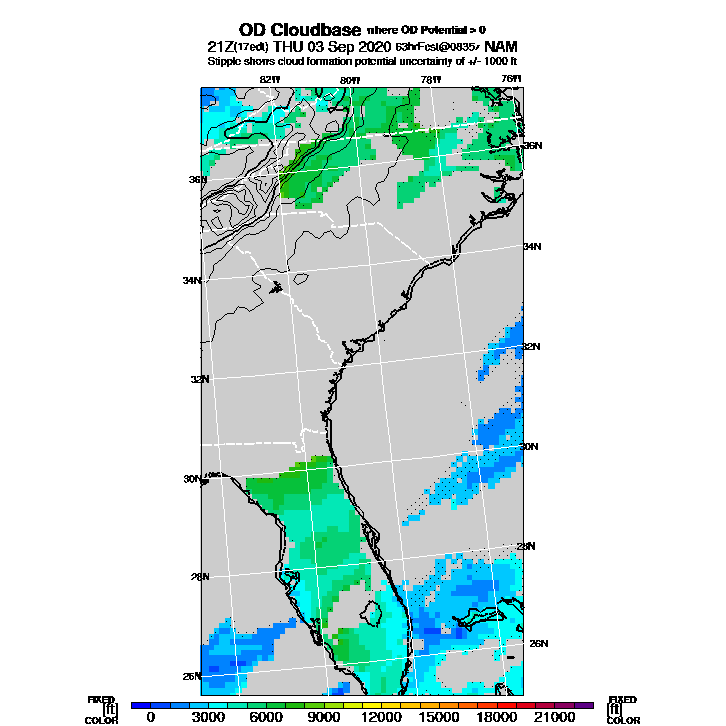 OD Cloudbase where OD Potential > 0
21Z(17edt) THU 03 Sep 2020 63hrFcst@0835z NAM
Stipple shows cloud formation potential uncertainty of +/- 1000 ft
82W 80W 78W 76W
36N
36N
34N
34N
32N
32N
30N
30N
28N
28N
26N
26N
FIXED FIXED
[ft] 0 3000 6000 9000 12000 15000 18000 21000 [ft]
COLOR COLOR